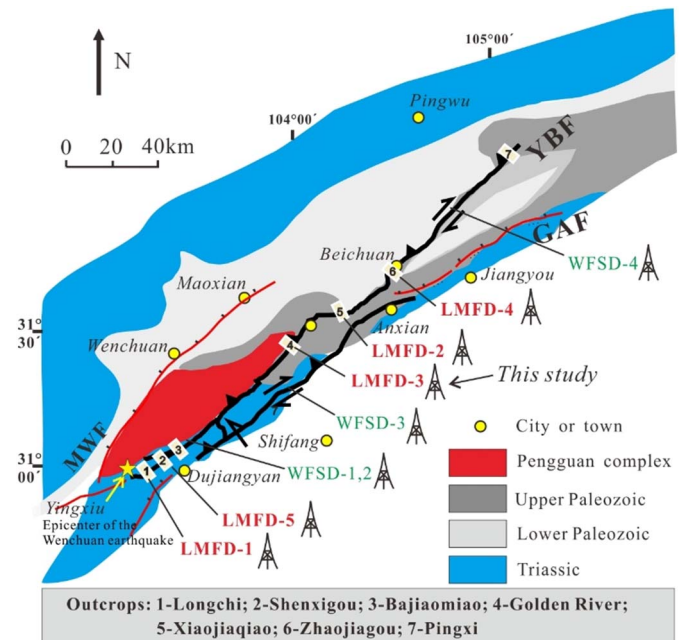 105°00´
N
Pingwu
104°00´
0 20 40km
7
YBF
GAF
Beichuan
WFSD-4
6
Jiangyou
Maoxian
LMFD-4
5
Anxian
31°
30´
Wenchuan
4
LMFD-2
LMFD-3
This study
MWF
WFSD-3
City or town
Shifang
Pengguan complex
31°
00´
1 2 3
Dujiangyan
WFSD-1,2
Upper Paleozoic
Yingxiu
Epicenter of the
Wenchuan earthquake
LMFD-5
Lower Paleozoic
LMFD-1
Triassic
Outcrops: 1-Longchi; 2-Shenxigou; 3-Bajiaomiao; 4-Golden River;
5-Xiaojiaqiao; 6-Zhaojiagou; 7-Pingxi